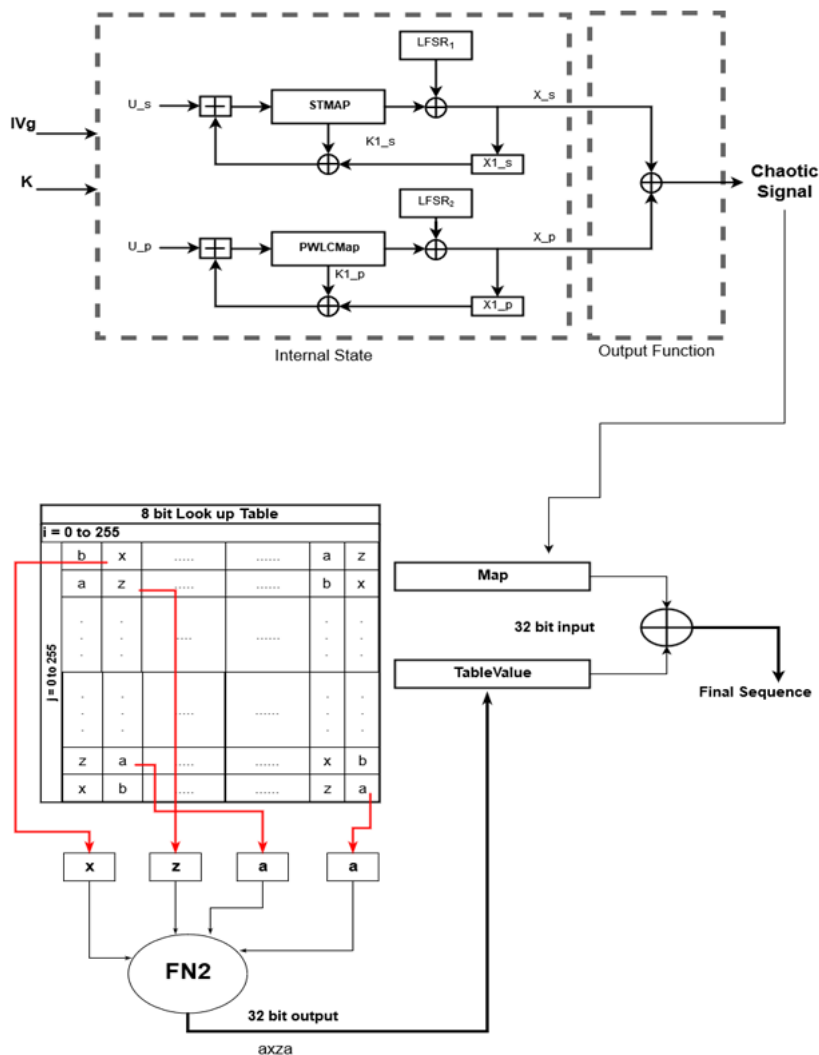 LFSR1
U_s
STMAP
X_s
IVg
K1_s
X1_s
K
LFSR2
Chaotic
Signal
U_p
PWLCMap
X_p
K1_p
X1_p
Internal State
Output Function
8 bit Look up Table
i = 0 to 255
j = 0 to 255
b x ..... ...... a z
a z ..... ...... b x
. . .... ...... . .
. . . .
. . . .
. . .... ...... . .
. . . .
. . . .
z a ..... ...... x b
x b ..... ...... z a
Map
32 bit input
TableValue
Final Sequence
x z a a
FN2
32 bit output
axza